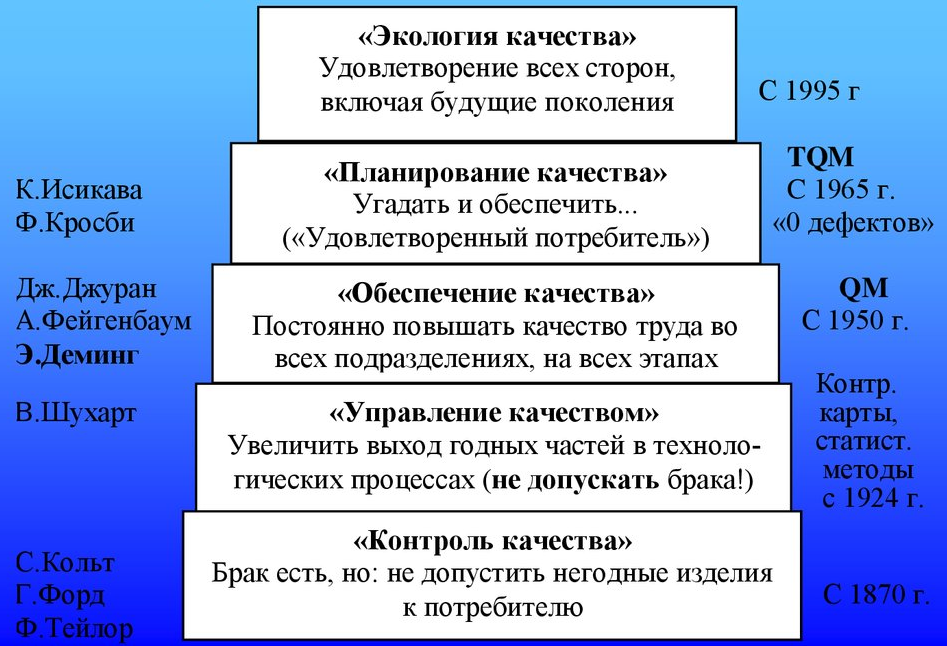 «Экология качества»
Удовлетворение всех сторон,
включая будущие поколения
С 1995 г
К.Исикава
Ф.Кросби
«Планирование качества»
Угадать и обеспечить...
(«Удовлетворенный потребитель»)
TQM
С 1965 г.
«0 дефектов»
Дж.Джуран
А.Фейгенбаум
Э.Деминг
«Обеспечение качества»
Постоянно повышать качество труда во
всех подразделениях, на всех этапах
QM
С 1950 г.
В.Шухарт
«Управление качеством»
Увеличить выход годных частей в техноло-
гических процессах (не допускать брака!)
Контр.
карты,
статист.
методы
с 1924 г.
С.Кольт
Г.Форд
Ф.Тейлор
«Контроль качества»
Брак есть, но: не допустить негодные изделия
к потребителю
С 1870 г.